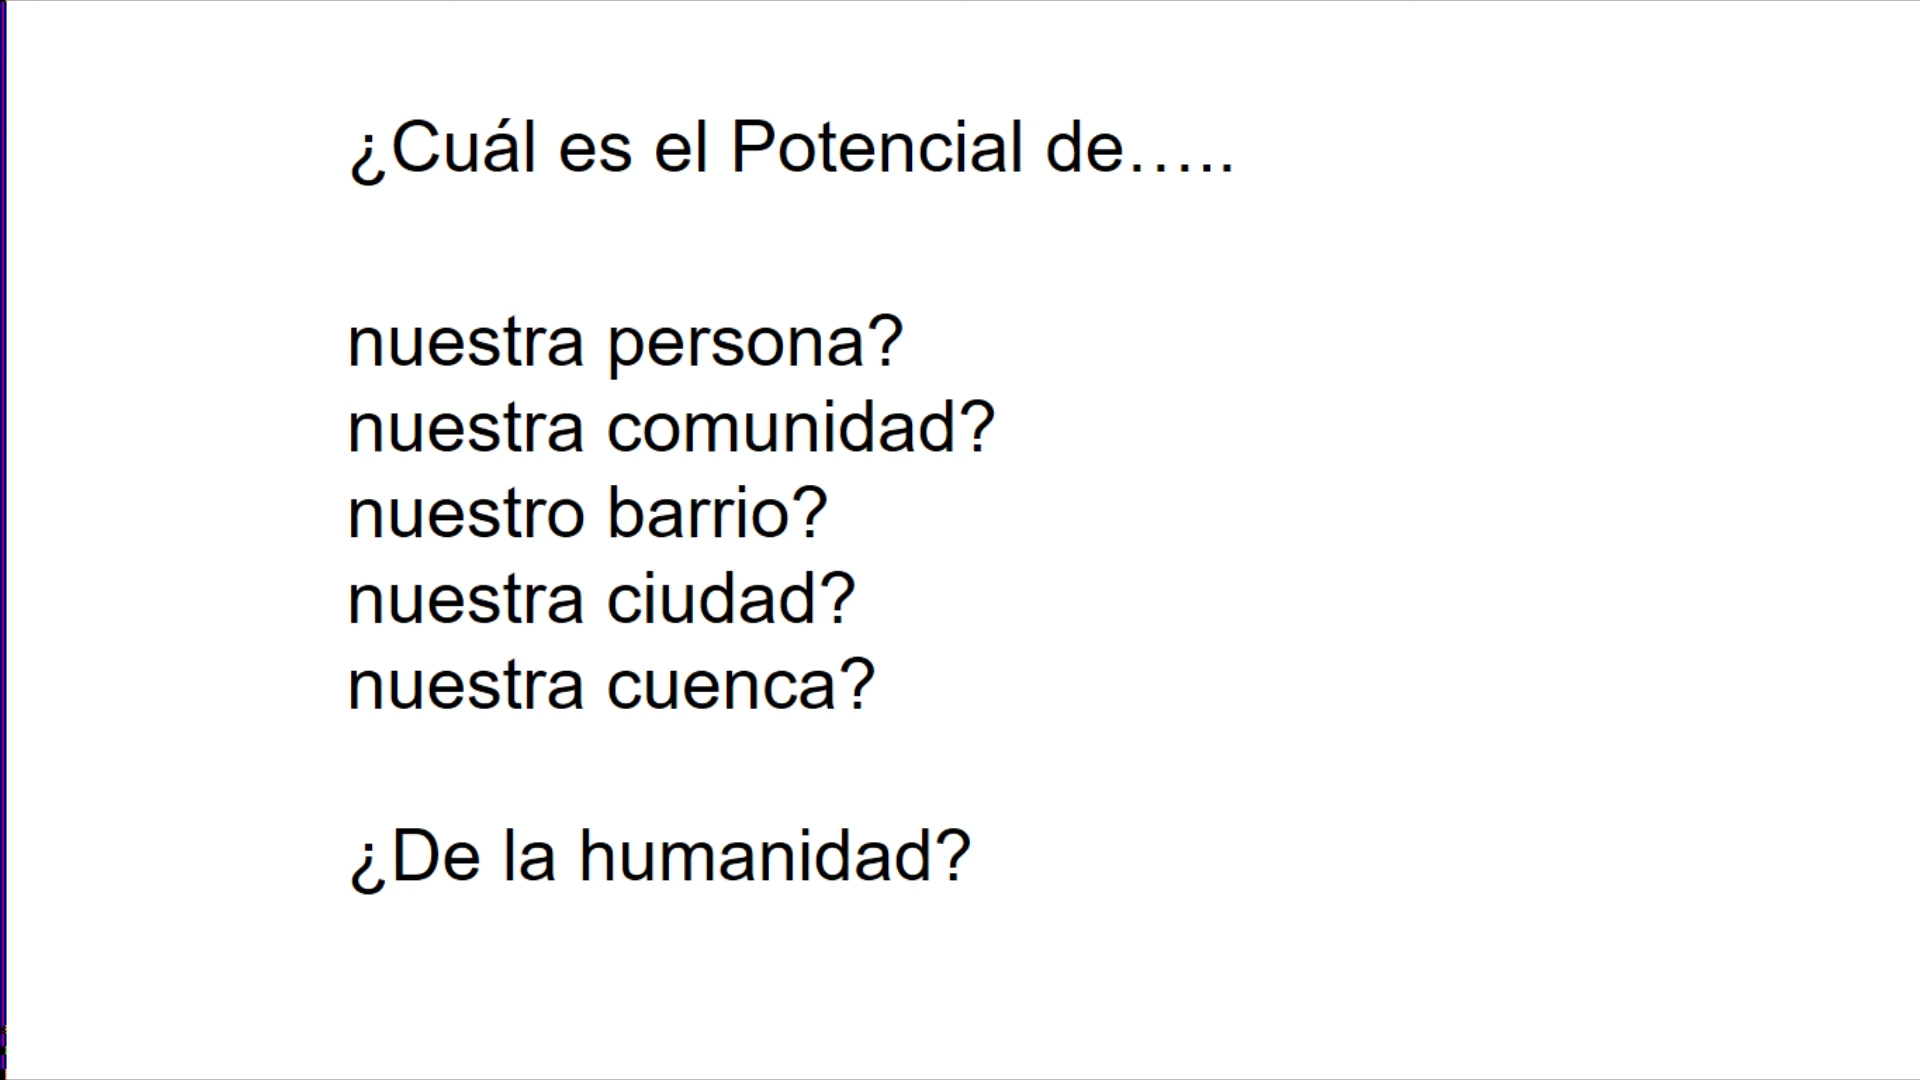 ¿Cuál es el Potencial de…..
nuestra persona?
nuestra comunidad?
nuestro barrio?
nuestra ciudad?
nuestra cuenca?
¿De la humanidad?